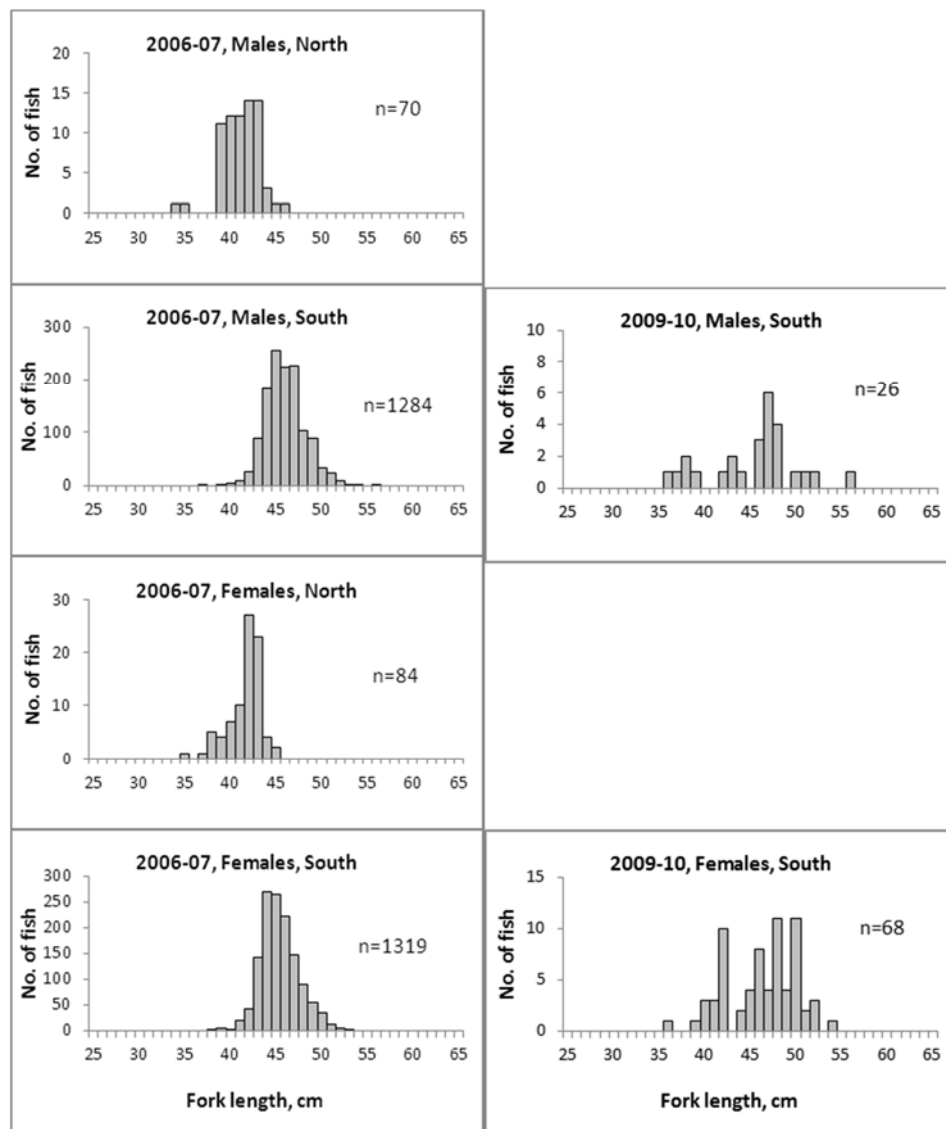 2006-07, Males, North
No. of fish
20
15
10
5
0
n=70
25 30 35 40 45 50 55 60 65
2006-07, Males, South
No. of fish
300
200
100
0
n=1284
25 30 35 40 45 50 55 60 65
2009-10, Males, South
No. of fish
10
8
6
4
2
0
n=26
25 30 35 40 45 50 55 60 65
2006-07, Females, North
No. of fish
30
20
10
0
n=84
25 30 35 40 45 50 55 60 65
2006-07, Females, South
No. of fish
300
250
200
150
100
50
0
n=1319
25 30 35 40 45 50 55 60 65
Fork length, cm
2009-10, Females, South
No. of fish
15
10
5
0
n=68
25 30 35 40 45 50 55 60 65
Fork length, cm